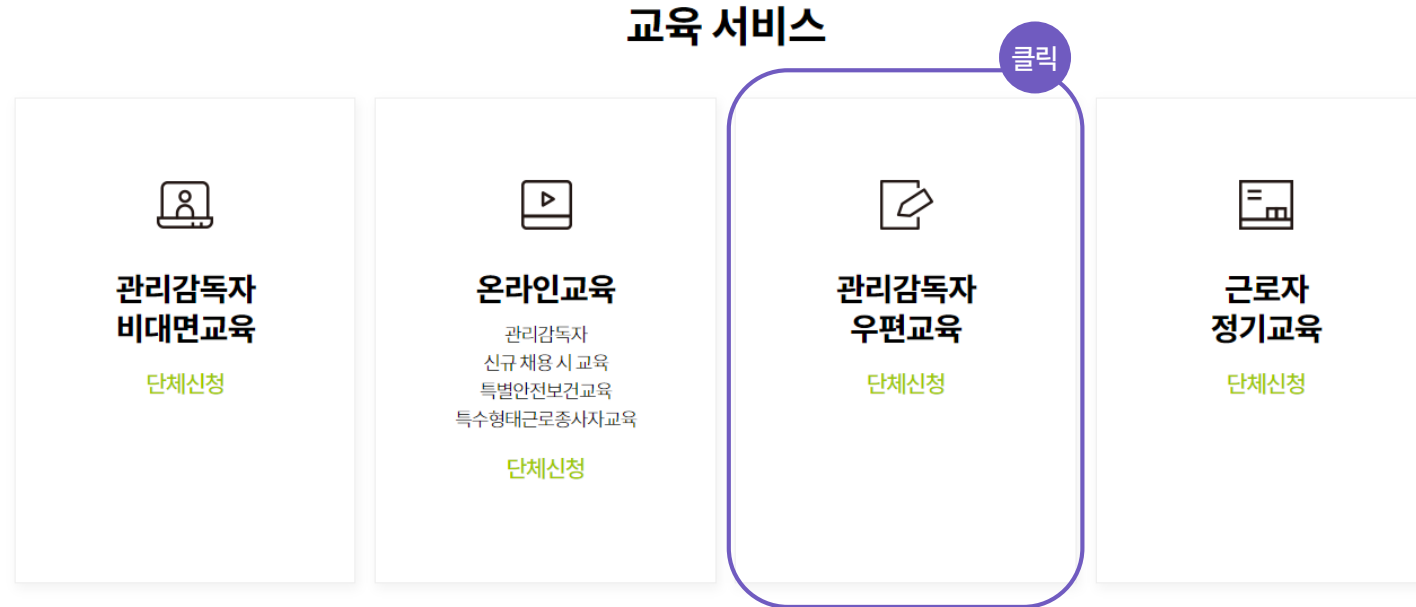 교육 서비스
클릭
관리감독자
비대면교육
단체신청
온라인교육
관리감독자
신규 채용 시 교육
특별안전보건교육
특수형태근로종사자교육
단체신청
관리감독자
우편교육
단체신청
근로자
정기교육
단체신청